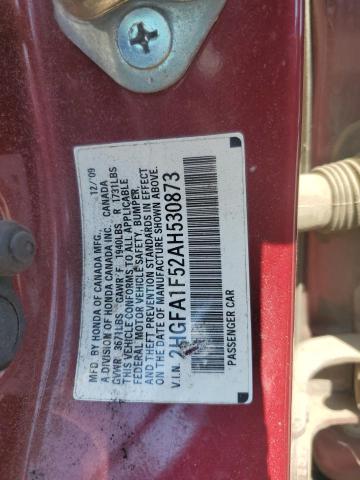 MFD. BY HONDA OF CANADA MFG. 12/'09
A DIVISION OF HONDA CANADA INC., CANADA
GVWR 3671LBS GAWR F 1940LBS R 1731LBS
THIS VEHICLE CONFORMS TO ALL APPLICABLE
FEDERAL MOTOR VEHICLE SAFETY, BUMPER,
AND THEFT PREVENTION STANDARDS IN EFFECT
ON THE DATE OF MANUFACTURE SHOWN ABOVE.
V.I.N. 2HGFA1F52AH530873
PASSENGER CAR